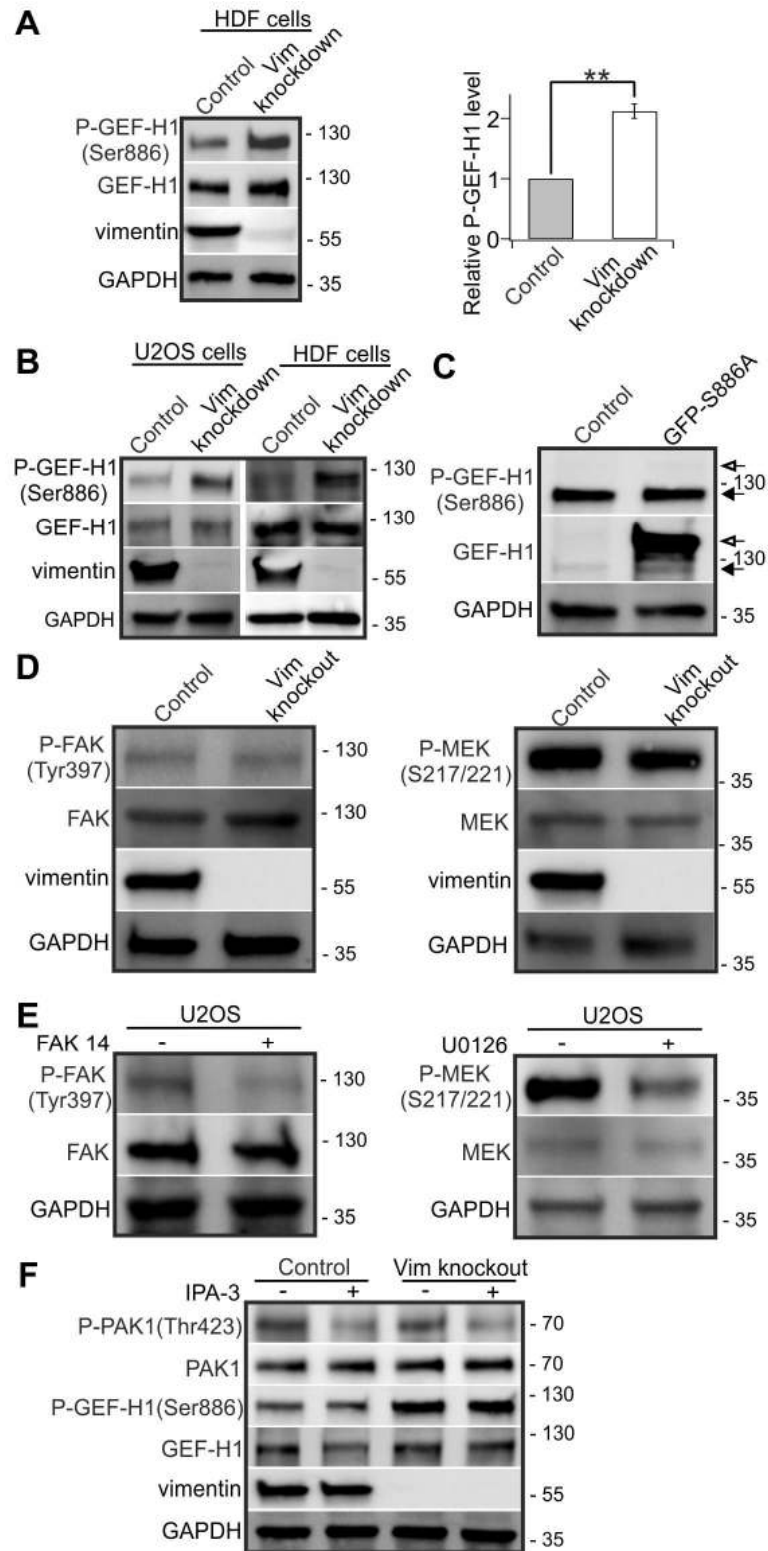 A
HDF cells
Control
Vim
knockdown
P-GEF-H1
(Ser886)
- 130
GEF-H1
- 130
vimentin
- 55
GAPDH
- 35
Relative P-GEF-H1 level
2
1
0
**
Control
Vim
knockdown
B
U2OS cells
HDF cells
Control
Vim
knockdown
Control
Vim
knockdown
P-GEF-H1
(Ser886)
- 130
GEF-H1
- 130
vimentin
- 55
GAPDH
- 35
C
Control
GFP-S886A
P-GEF-H1
(Ser886)
- 130
GEF-H1
- 130
GAPDH
- 35
D
Control
Vim
knockout
P-FAK
(Tyr397)
- 130
FAK
- 130
vimentin
- 55
GAPDH
- 35
Control
Vim
knockout
P-MEK
(S217/221)
- 35
MEK
- 35
vimentin
- 55
GAPDH
- 35
E
U2OS
FAK 14 - +
P-FAK
(Tyr397)
- 130
FAK
- 130
GAPDH
- 35
U2OS
U0126 - +
P-MEK
(S217/221)
- 35
MEK
- 35
GAPDH
- 35
F
Control Vim knockout
IPA-3 - + - +
P-PAK1(Thr423) - 70
PAK1 - 70
P-GEF-H1(Ser886) - 130
GEF-H1 - 130
vimentin - 55
GAPDH - 35